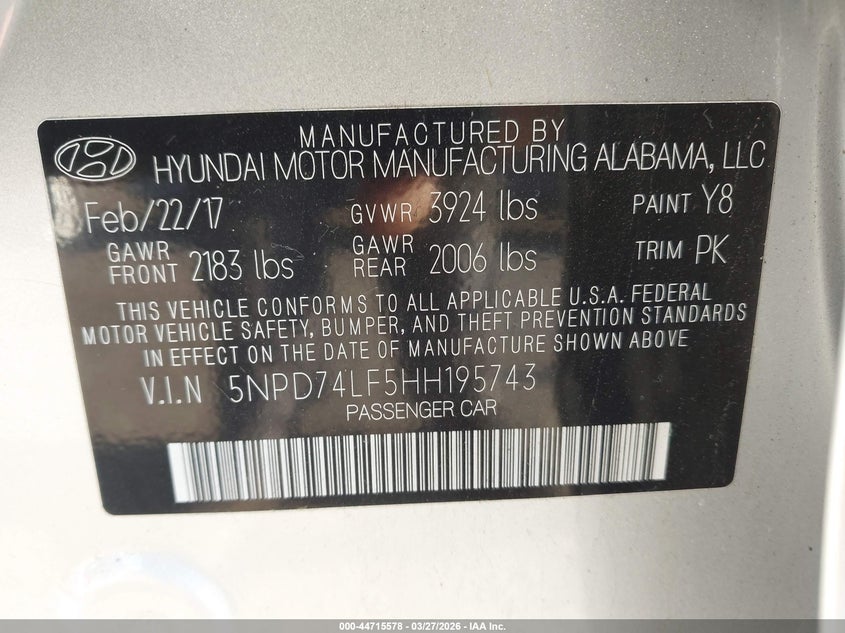 MANUFACTURED BY
HYUNDAI MOTOR MANUFACTURING ALABAMA, LLC
Feb/22/17 GVWR 3924 lbs PAINT Y8
GAWR FRONT 2183 lbs GAWR REAR 2006 lbs TRIM PK
THIS VEHICLE CONFORMS TO ALL APPLICABLE U.S.A. FEDERAL
MOTOR VEHICLE SAFETY, BUMPER, AND THEFT PREVENTION STANDARDS
IN EFFECT ON THE DATE OF MANUFACTURE SHOWN ABOVE
V.I.N 5NPD74LF5HH195743
PASSENGER CAR
000-44715578 - 03/27/2026 - IAA Inc.